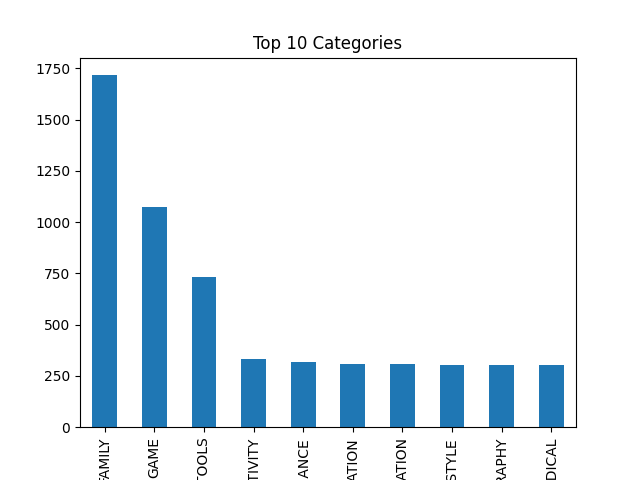 Top 10 Categories
1750
1500
1250
1000
750
500
250
0
FAMILY
GAME
TOOLS
TIVITY
ANCE
ATION
ATION
STYLE
RAPHY
DICAL